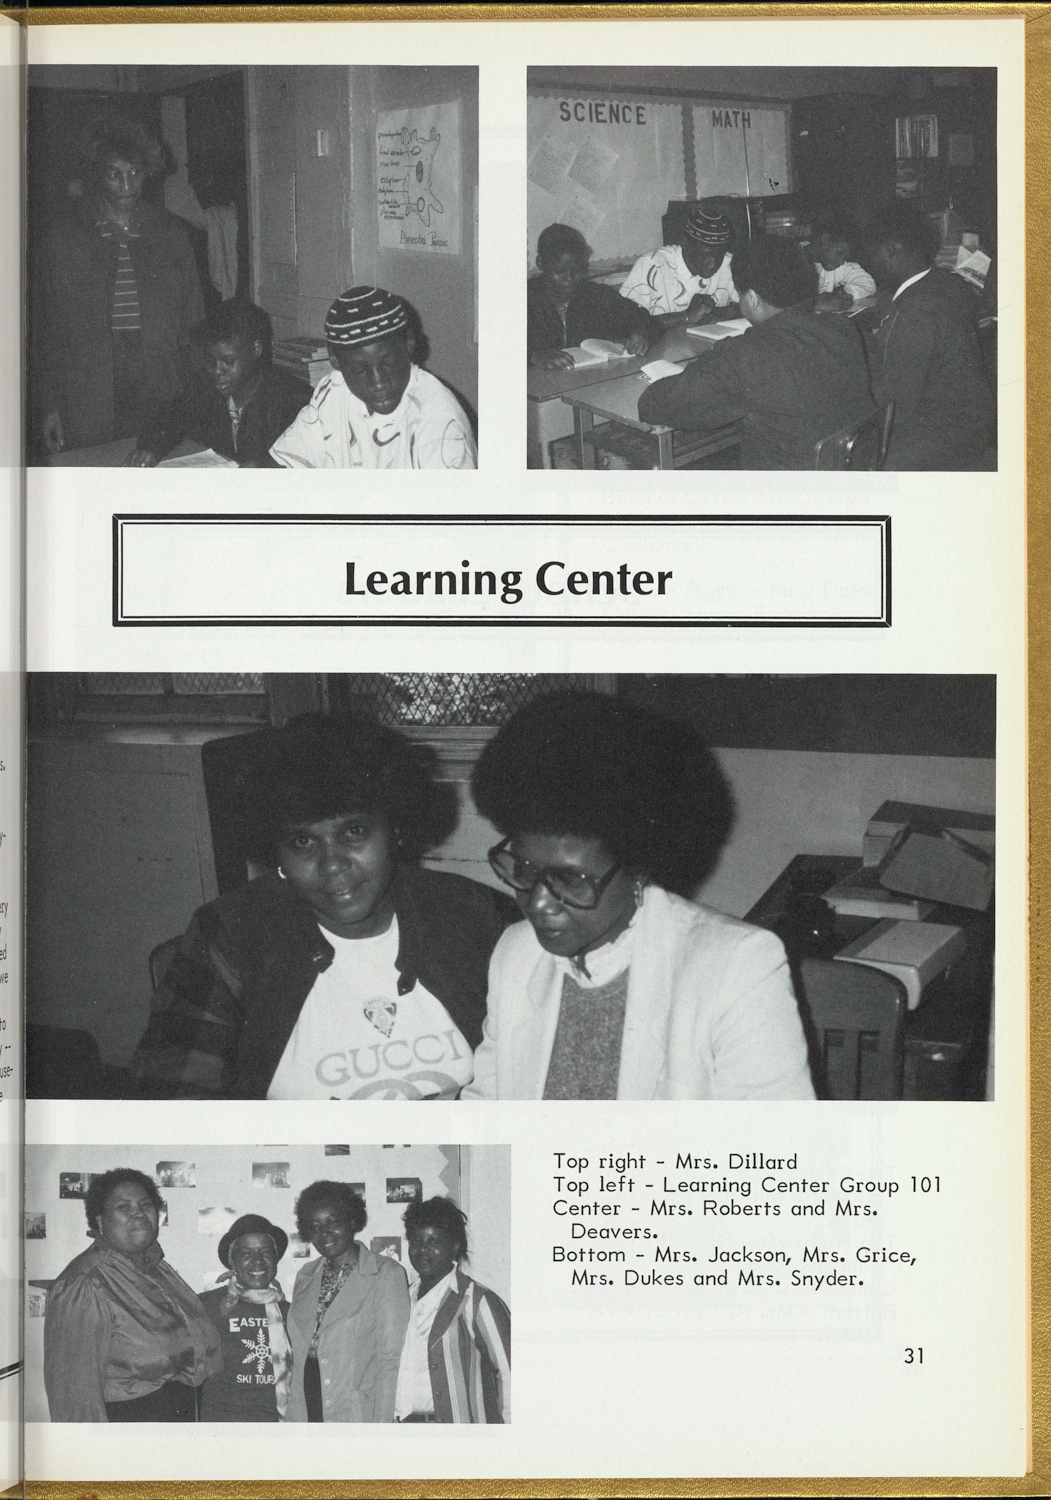 SCIENCE
MATH
Amoeba
Learning Center
GUCCI
EASTE
SKI TOUR
Top right - Mrs. Dillard
Top left - Learning Center Group 101
Center - Mrs. Roberts and Mrs.
Deavers.
Bottom - Mrs. Jackson, Mrs. Grice,
Mrs. Dukes and Mrs. Snyder.
31